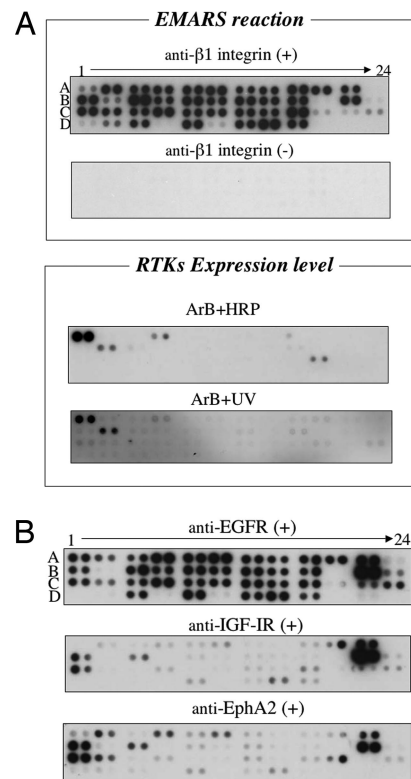 A
EMARS reaction
anti-β1 integrin (+)
1 24
A
B
C
D
anti-β1 integrin (-)
RTKs Expression level
ArB+HRP
ArB+UV
B
anti-EGFR (+)
1 24
A
B
C
D
anti-IGF-IR (+)
anti-EphA2 (+)